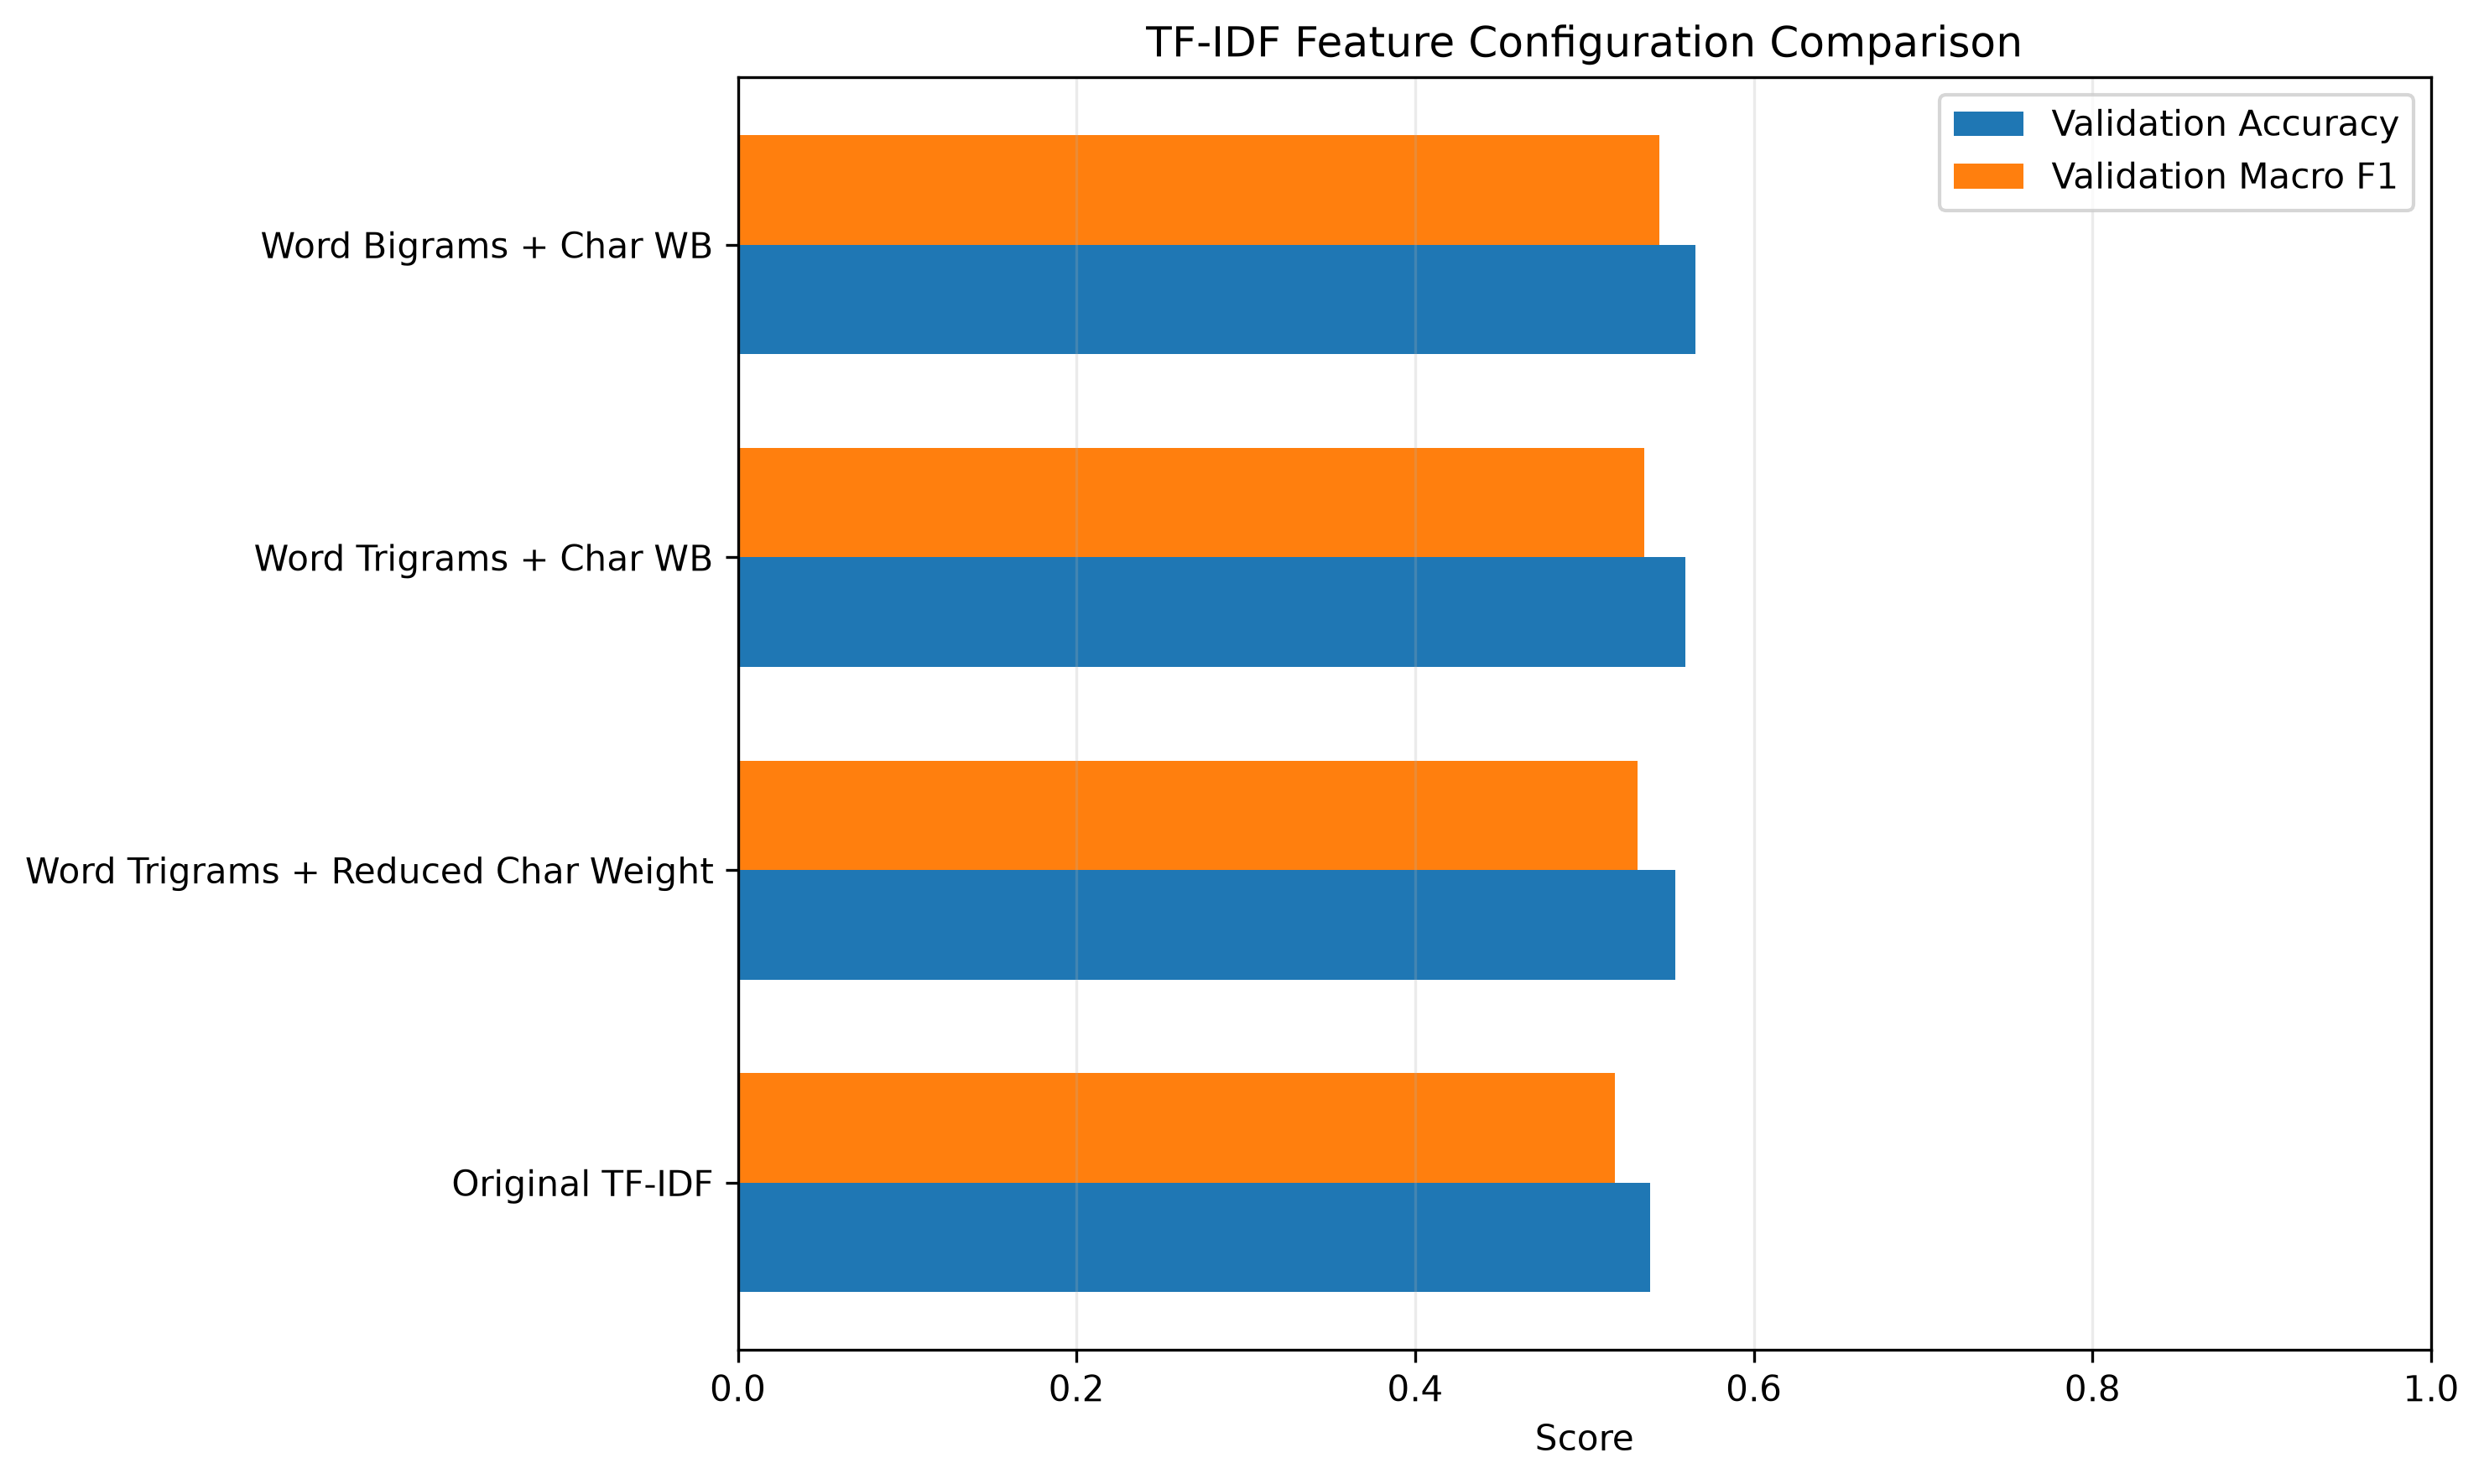 TF-IDF Feature Configuration Comparison
Validation Accuracy
Validation Macro F1
Word Bigrams + Char WB
Word Trigrams + Char WB
Word Trigrams + Reduced Char Weight
Original TF-IDF
0.0 0.2 0.4 0.6 0.8 1.0
Score